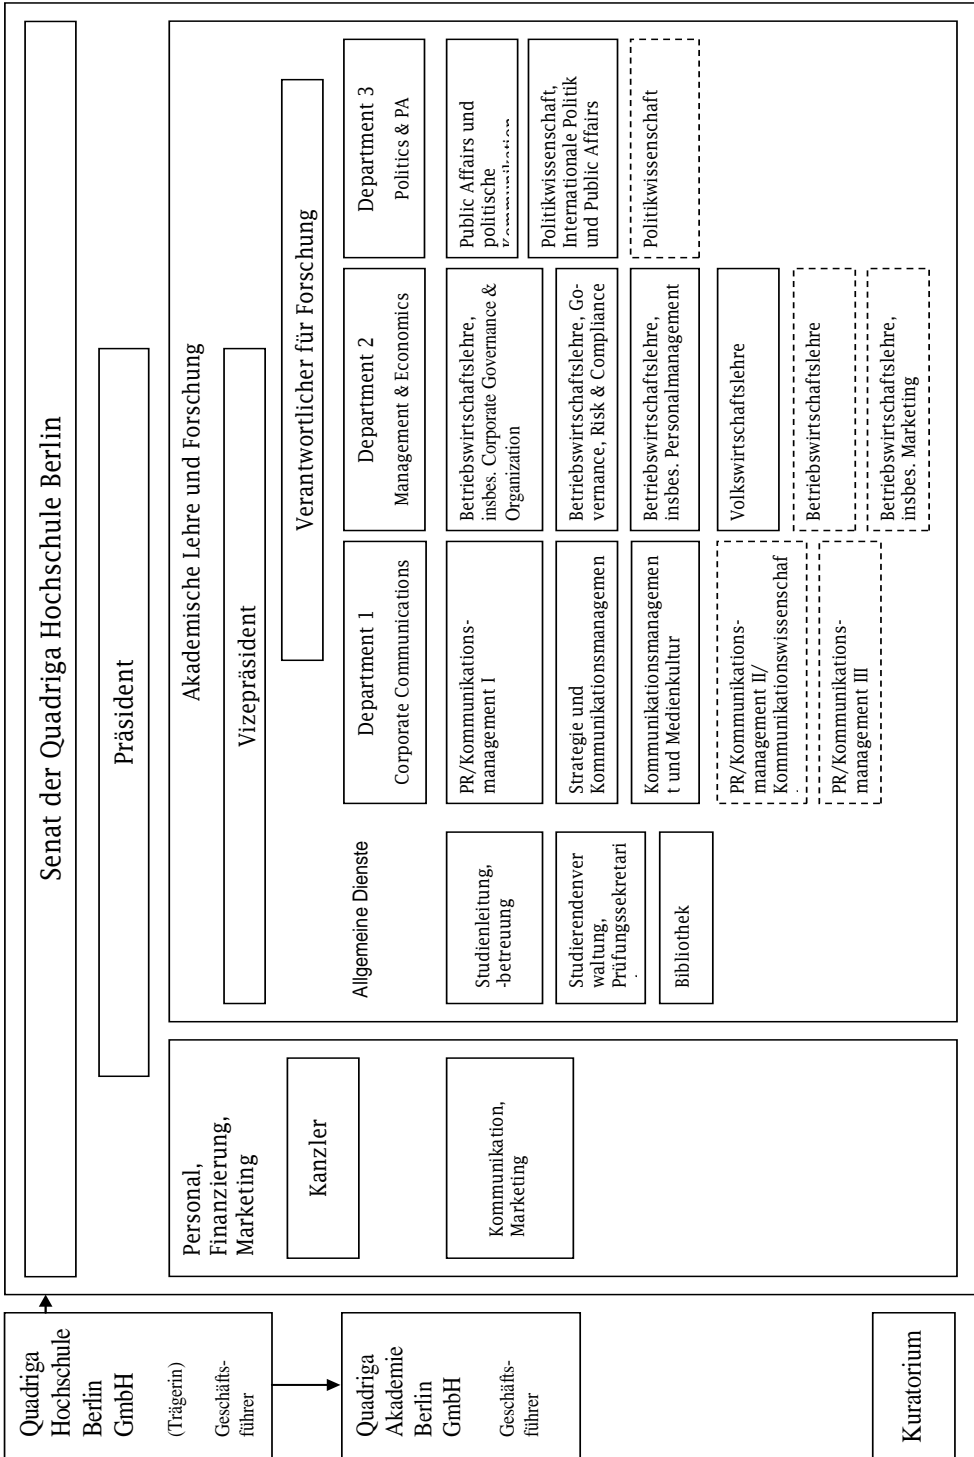 Quadriga
Hochschule
Berlin
GmbH
(Trägerin)
Geschäfts-
führer
Quadriga
Akademie
Berlin
GmbH
Geschäfts-
führer
Kuratorium
Senat der Quadriga Hochschule Berlin
Präsident
Personal,
Finanzierung,
Marketing
Kanzler
Kommunikation,
Marketing
Akademische Lehre und Forschung
Vizepräsident
Verantwortlicher für Forschung
Allgemeine Dienste
Studienleitung,
-betreuung
Studierendenver
waltung,
Prüfungssekretari
Bibliothek
Department 1
Corporate Communications
PR/Kommunikations-
management I
Strategie und
Kommunikationsmanagemen
Kommunikationsmanagemen
t und Medienkultur
PR/Kommunikations-
management II/
Kommunikationswissenschaf
PR/Kommunikations-
management III
Department 2
Management & Economics
Betriebswirtschaftslehre,
insbes. Corporate Governance &
Organization
Betriebswirtschaftslehre, Go-
vernance, Risk & Compliance
Betriebswirtschaftslehre,
insbes. Personalmanagement
Volkswirtschaftslehre
Betriebswirtschaftslehre
Betriebswirtschaftslehre,
insbes. Marketing
Department 3
Politics & PA
Public Affairs und
politische
Kommunikation
Politikwissenschaft,
Internationale Politik
und Public Affairs
Politikwissenschaft